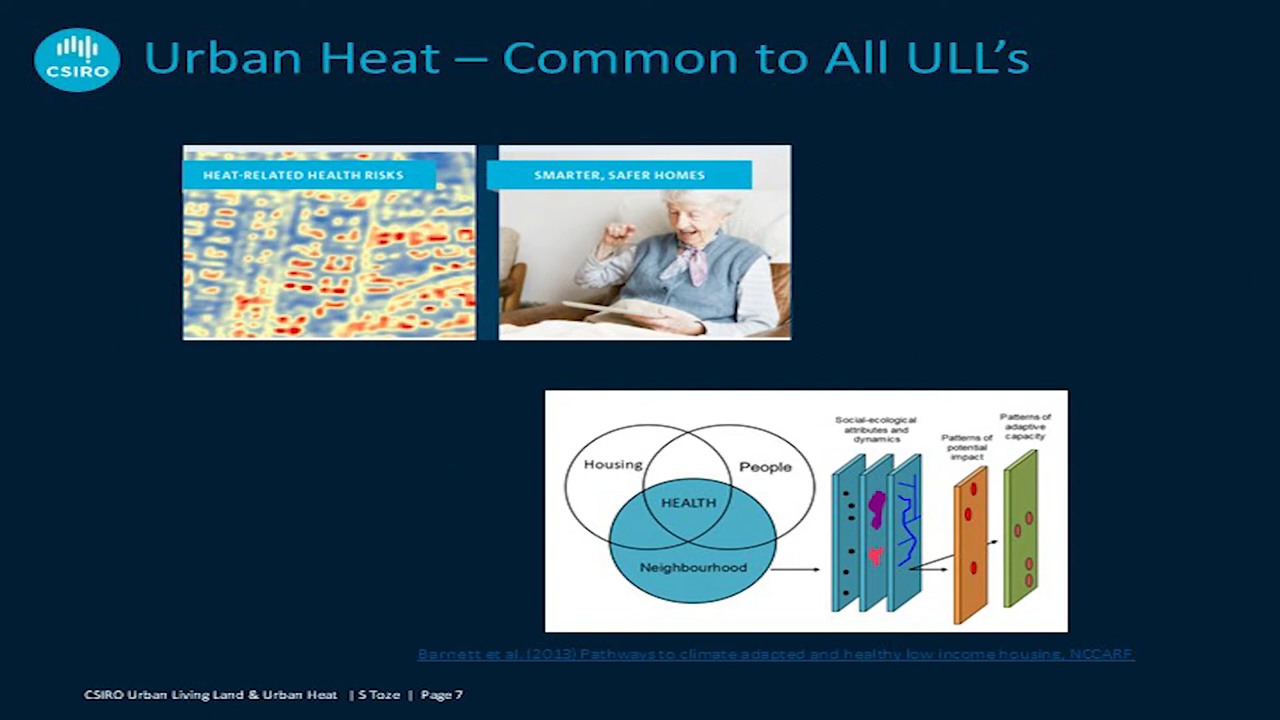 CSIRO
Urban Heat – Common to All ULL’s
HEAT-RELATED HEALTH RISKS
SMARTER, SAFER HOMES
Housing
People
HEALTH
Neighbourhood
Social-ecological
attributes and
dynamics
Patterns of
potential
impact
Patterns of
adaptive
capacity
Barnett et al. (2013) Pathways to climate adapted and healthy low income housing, NCCARF
CSIRO Urban Living Land & Urban Heat | S Toze | Page 7